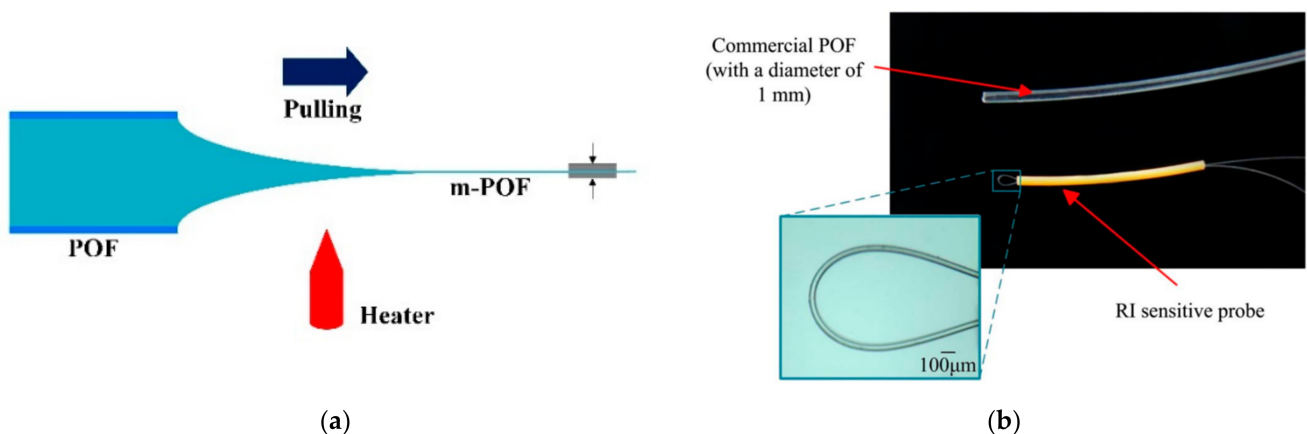 Pulling
m-POF
POF
Heater
(a)
Commercial POF
(with a diameter of
1 mm)
RI sensitive probe
100μm
(b)